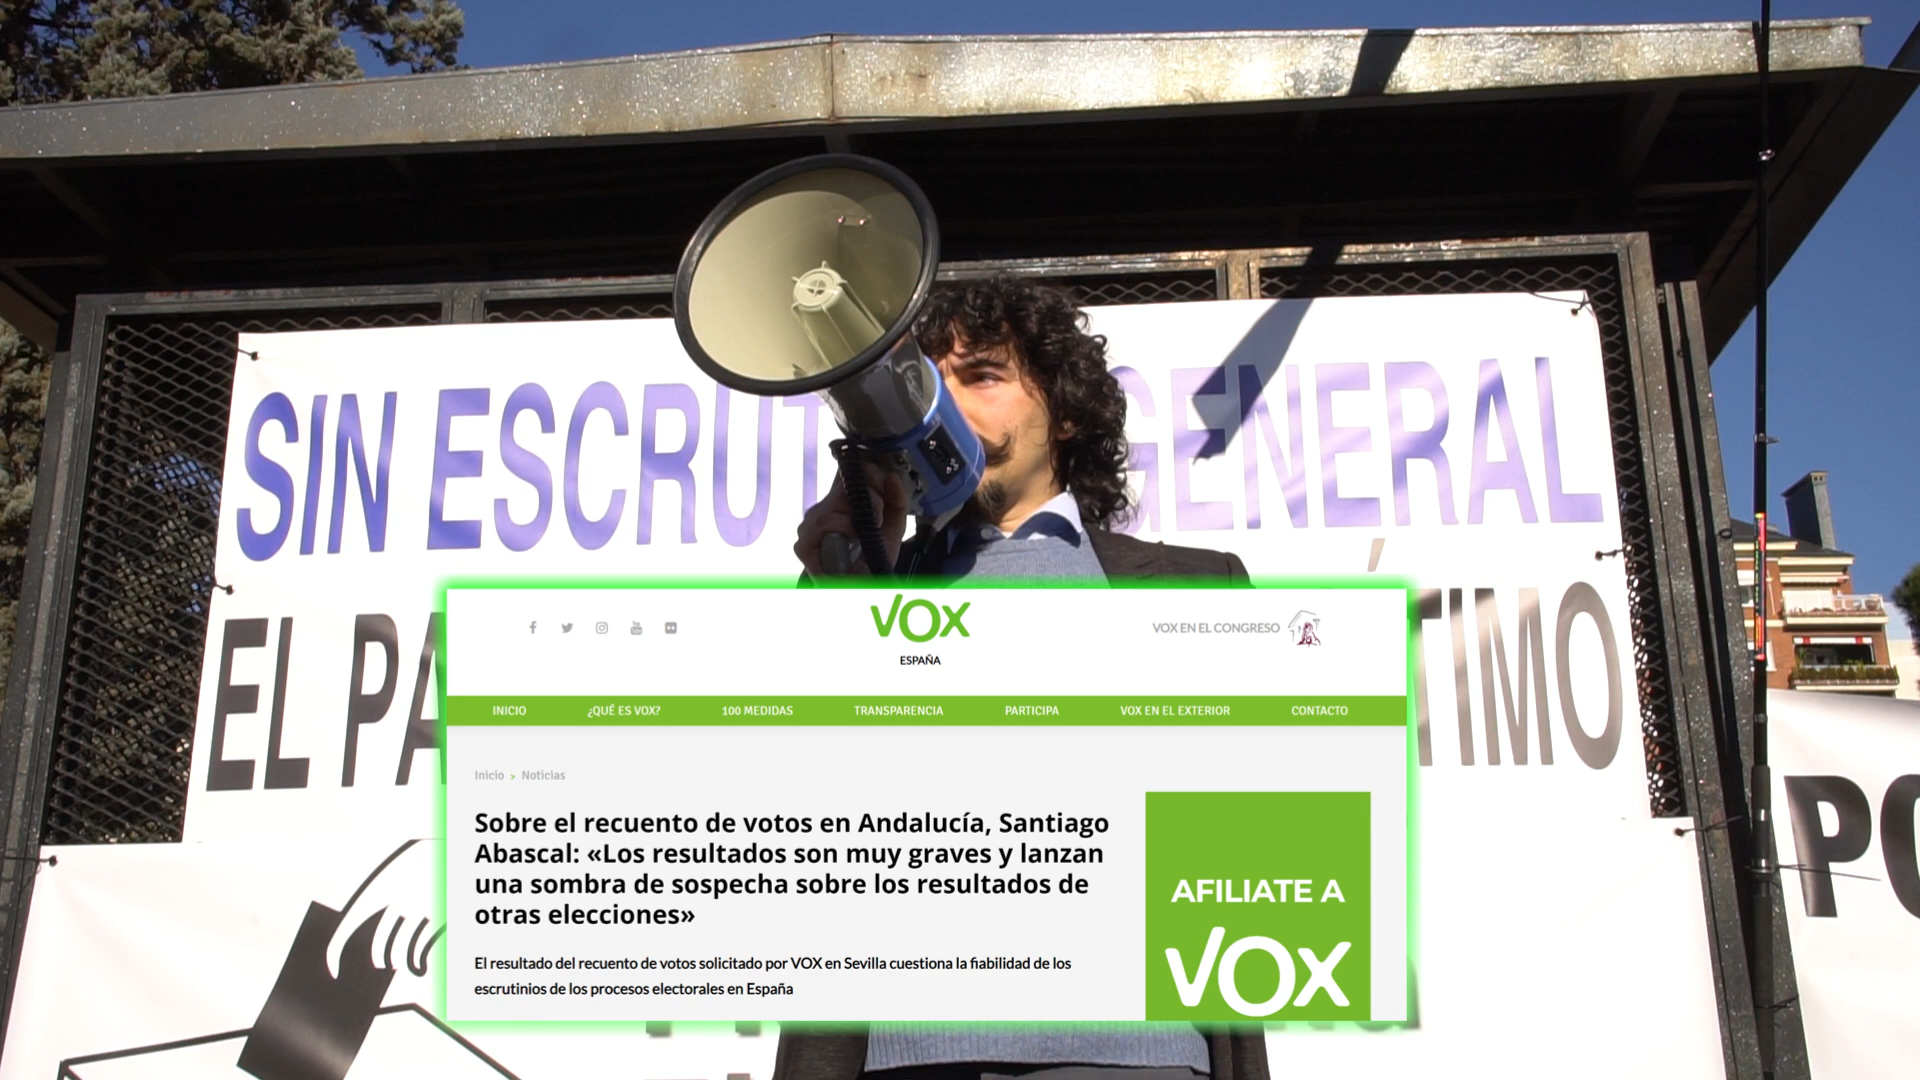 SIN ESCRUT GENERAL
EL PA TIMO
PO
VOX
ESPAÑA
VOX EN EL CONGRESO
INICIO ¿QUÉ ES VOX? 100 MEDIDAS TRANSPARENCIA PARTICIPA VOX EN EL EXTERIOR CONTACTO
Inicio > Noticias
Sobre el recuento de votos en Andalucía, Santiago
Abascal: «Los resultados son muy graves y lanzan
una sombra de sospecha sobre los resultados de
otras elecciones»
El resultado del recuento de votos solicitado por VOX en Sevilla cuestiona la fiabilidad de los
escrutinios de los procesos electorales en España
AFILIATE A
VOX